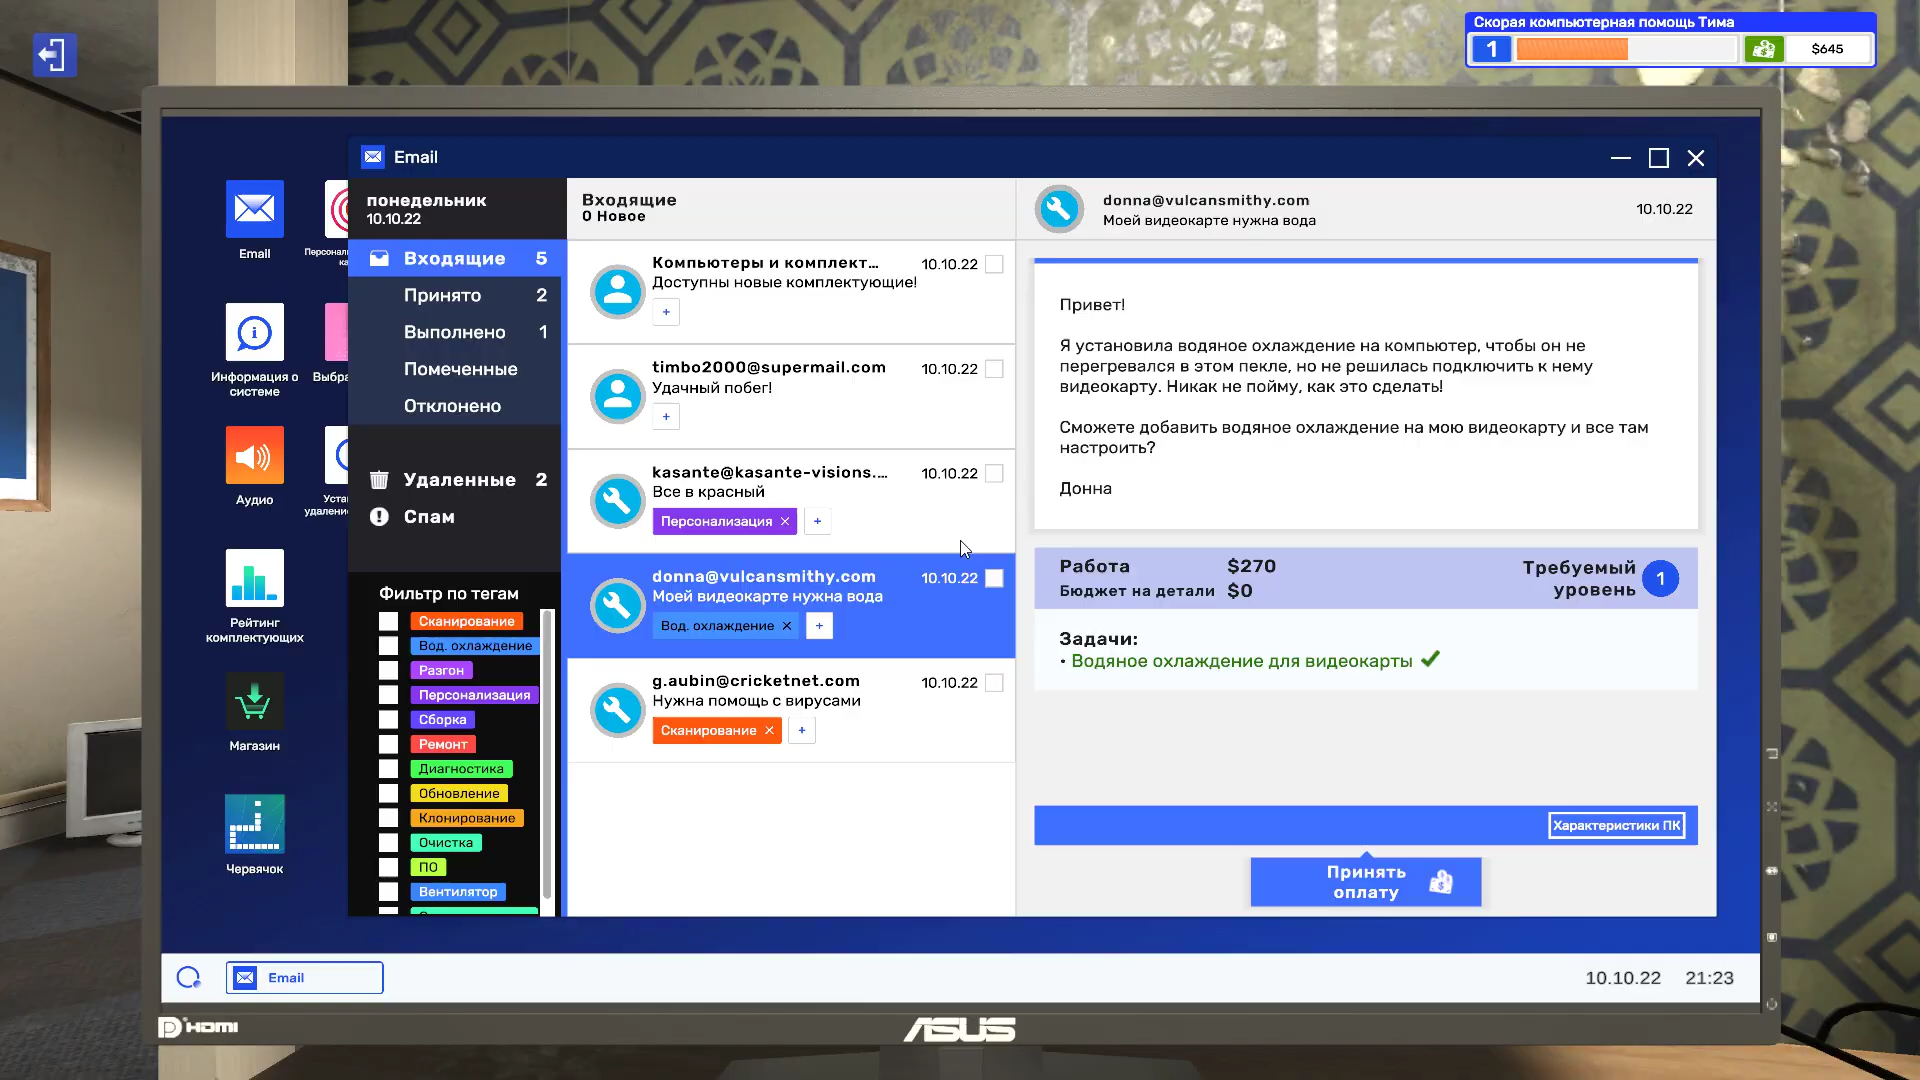 Скорая компьютерная помощь Тима
1
$645
Email
понедельник
10.10.22
Входящие 5
Принято 2
Выполнено 1
Помеченные
Отклонено
Удаленные 2
Спам
Фильтр по тегам
Сканирование
Вод. охлаждение
Разгон
Персонализация
Сборка
Ремонт
Диагностика
Обновление
Клонирование
Очистка
ПО
Вентилятор
Входящие
0 Новое
Компьютеры и комплект...
10.10.22
Доступны новые комплектующие!
+
timbo2000@supermail.com
10.10.22
Удачный побег!
+
kasante@kasante-visions....
10.10.22
Все в красный
Персонализация × +
donna@vulcansmithy.com
10.10.22
Моей видеокарте нужна вода
Вод. охлаждение × +
g.aubin@cricketnet.com
10.10.22
Нужна помощь с вирусами
Сканирование × +
donna@vulcansmithy.com
Моей видеокарте нужна вода
10.10.22
Привет!
Я установила водяное охлаждение на компьютер, чтобы он не
перегревался в этом пекле, но не решилась подключить к нему
видеокарту. Никак не пойму, как это сделать!
Сможете добавить водяное охлаждение на мою видеокарту и все там
настроить?
Донна
Работа $270
Бюджет на детали $0
Требуемый
уровень
1
Задачи:
• Водяное охлаждение для видеокарты
Характеристики ПК
Принять
оплату
Email
Информация о
системе
Аудио
Рейтинг
комплектующих
Магазин
Червячок
Email
10.10.22 21:23
HDMI
ASUS